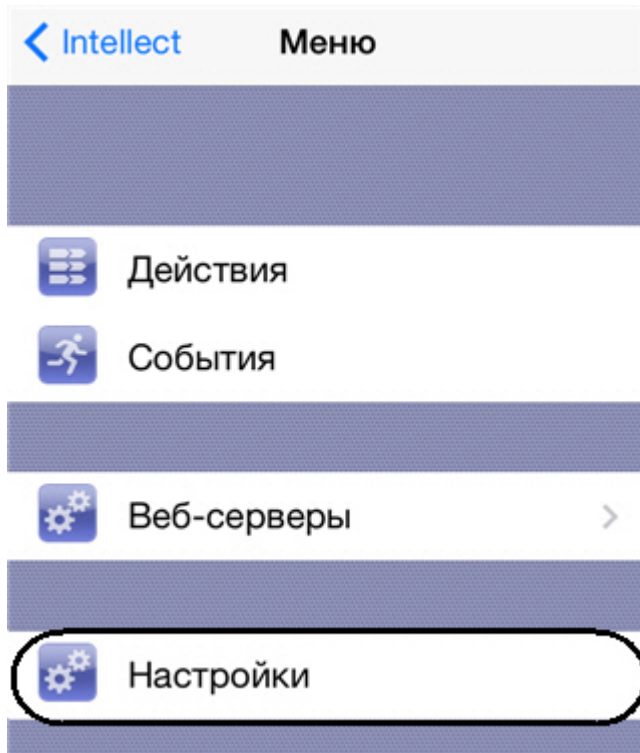 Intellect Меню
Действия
События
Веб-серверы
Настройки